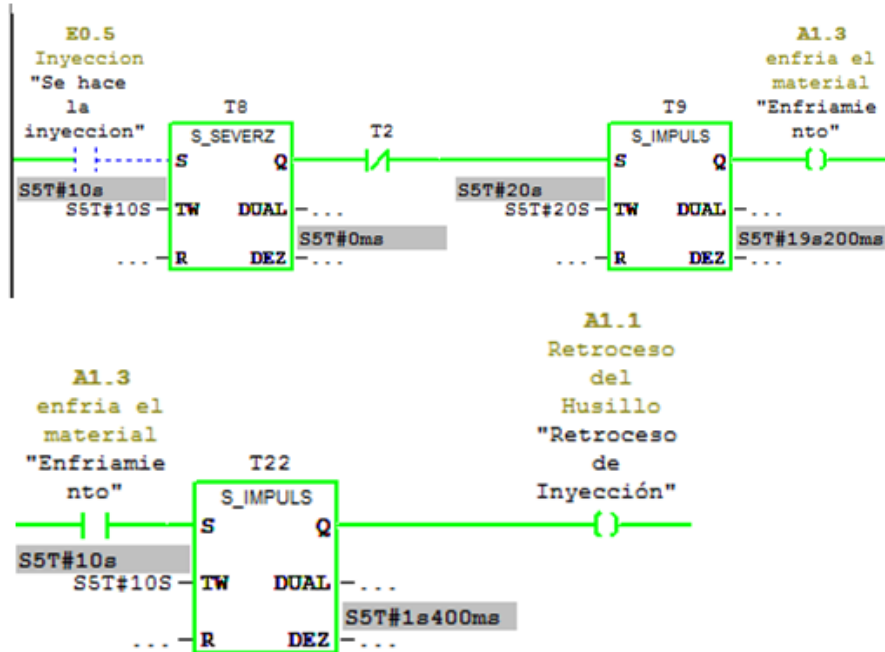 E0.5
Inyeccion
"Se hace
la
inyeccion"
T8
S_SEVERZ
S Q
S5T#10s
S5T#10S TW DUAL ...
S5T#0ms
... R DEZ ...
T2
T9
S_IMPULS
S Q
S5T#20s
S5T#20S TW DUAL ...
S5T#19s200ms
... R DEZ ...
A1.3
enfria el
material
"Enfriamie
nto"
A1.3
enfria el
material
"Enfriamie
nto"
T22
S_IMPULS
S Q
S5T#10s
S5T#10S TW DUAL ...
S5T#1s400ms
... R DEZ ...
A1.1
Retroceso
del
Husillo
"Retroceso
de
Inyección"